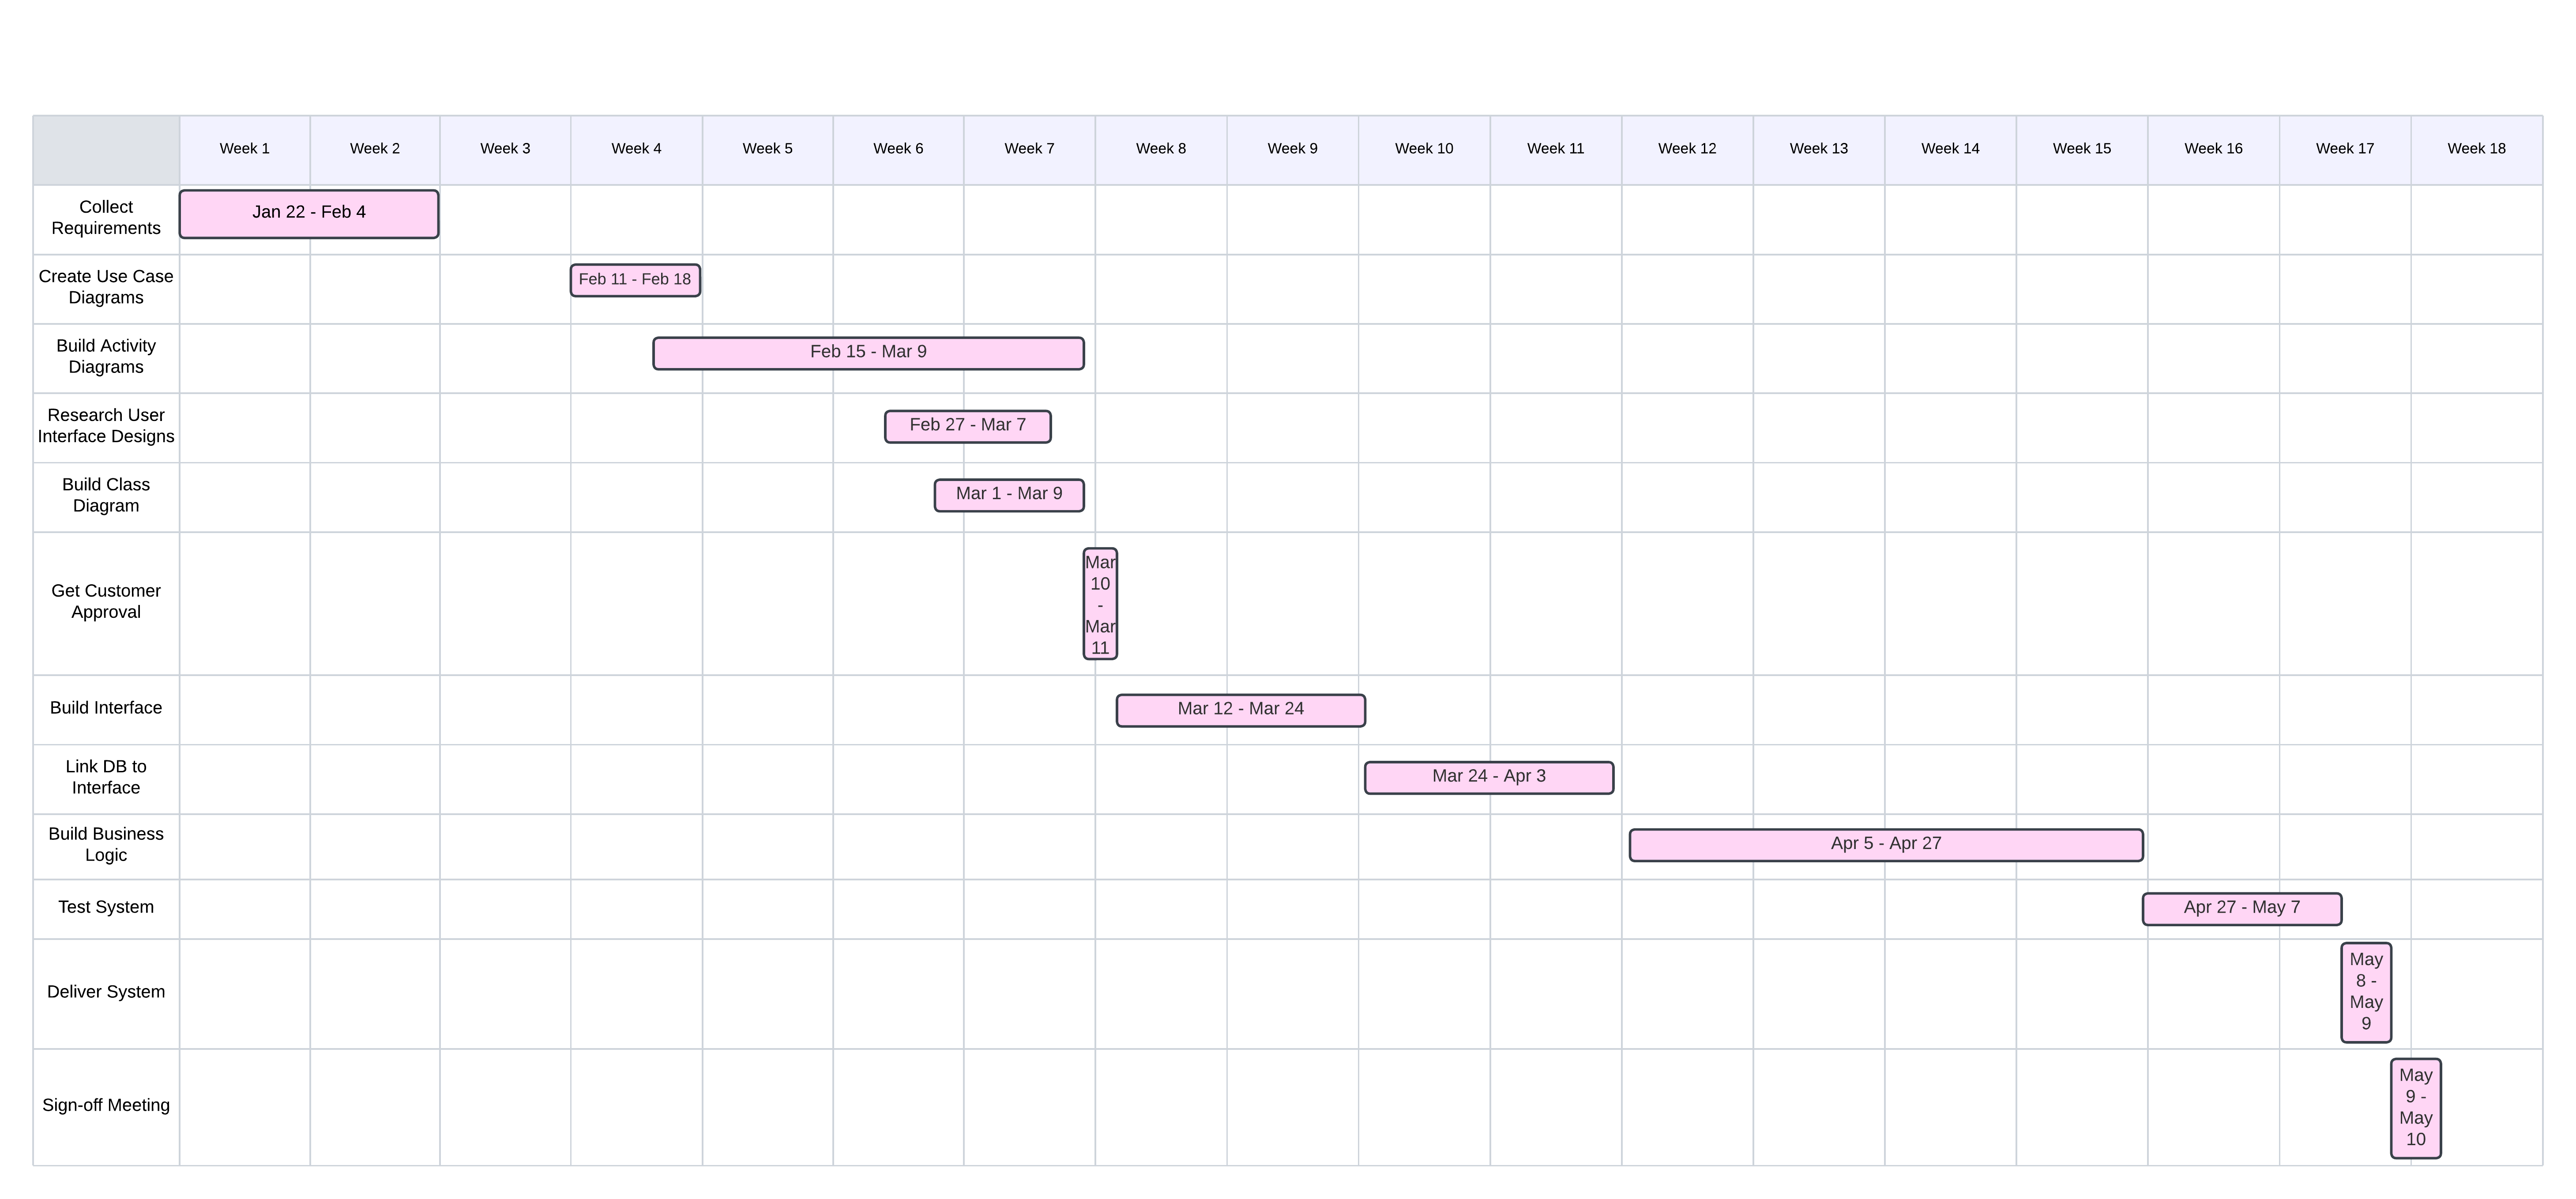 Week 1 Week 2 Week 3 Week 4 Week 5 Week 6 Week 7 Week 8 Week 9 Week 10 Week 11 Week 12 Week 13 Week 14 Week 15 Week 16 Week 17 Week 18
Collect
Requirements
Jan 22 - Feb 4
Create Use Case
Diagrams
Feb 11 - Feb 18
Build Activity
Diagrams
Feb 15 - Mar 9
Research User
Interface Designs
Feb 27 - Mar 7
Build Class
Diagram
Mar 1 - Mar 9
Get Customer
Approval
Mar
10
-
Mar
11
Build Interface
Mar 12 - Mar 24
Link DB to
Interface
Mar 24 - Apr 3
Build Business
Logic
Apr 5 - Apr 27
Test System
Apr 27 - May 7
Deliver System
May
8 -
May
9
Sign-off Meeting
May
9 -
May
10